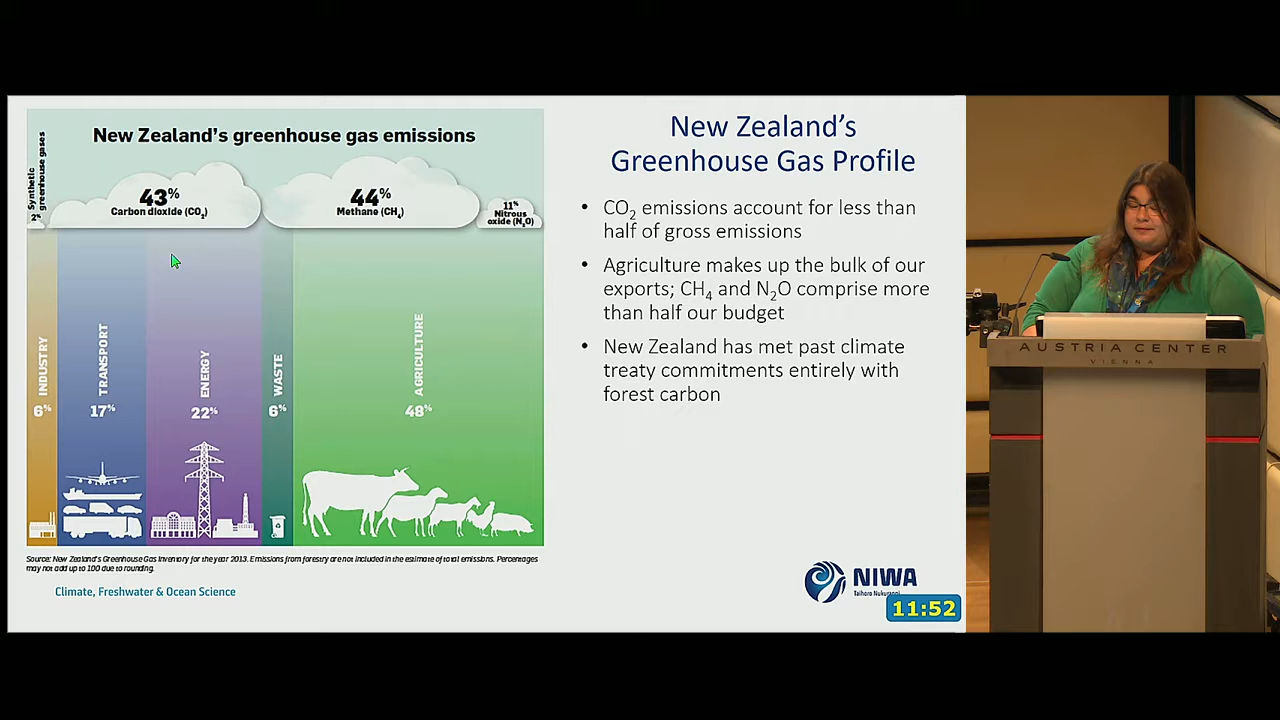 New Zealand's greenhouse gas emissions
Synthetic
greenhouse gases
2%
43%
Carbon dioxide (CO₂)
44%
Methane (CH₄)
11%
Nitrous
oxide (N₂O)
INDUSTRY
6%
TRANSPORT
17%
ENERGY
22%
WASTE
6%
AGRICULTURE
48%
Source: New Zealand's Greenhouse Gas Inventory for the year 2013. Emissions from forestry are not included in the estimate of total emissions. Percentages
may not add up to 100 due to rounding.
Climate, Freshwater & Ocean Science
New Zealand's
Greenhouse Gas Profile
• CO₂ emissions account for less than
half of gross emissions
• Agriculture makes up the bulk of our
exports; CH₄ and N₂O comprise more
than half our budget
• New Zealand has met past climate
treaty commitments entirely with
forest carbon
NIWA
Taihoro Nukurangi
11:52
AUSTRIA CENTER
VIENNA